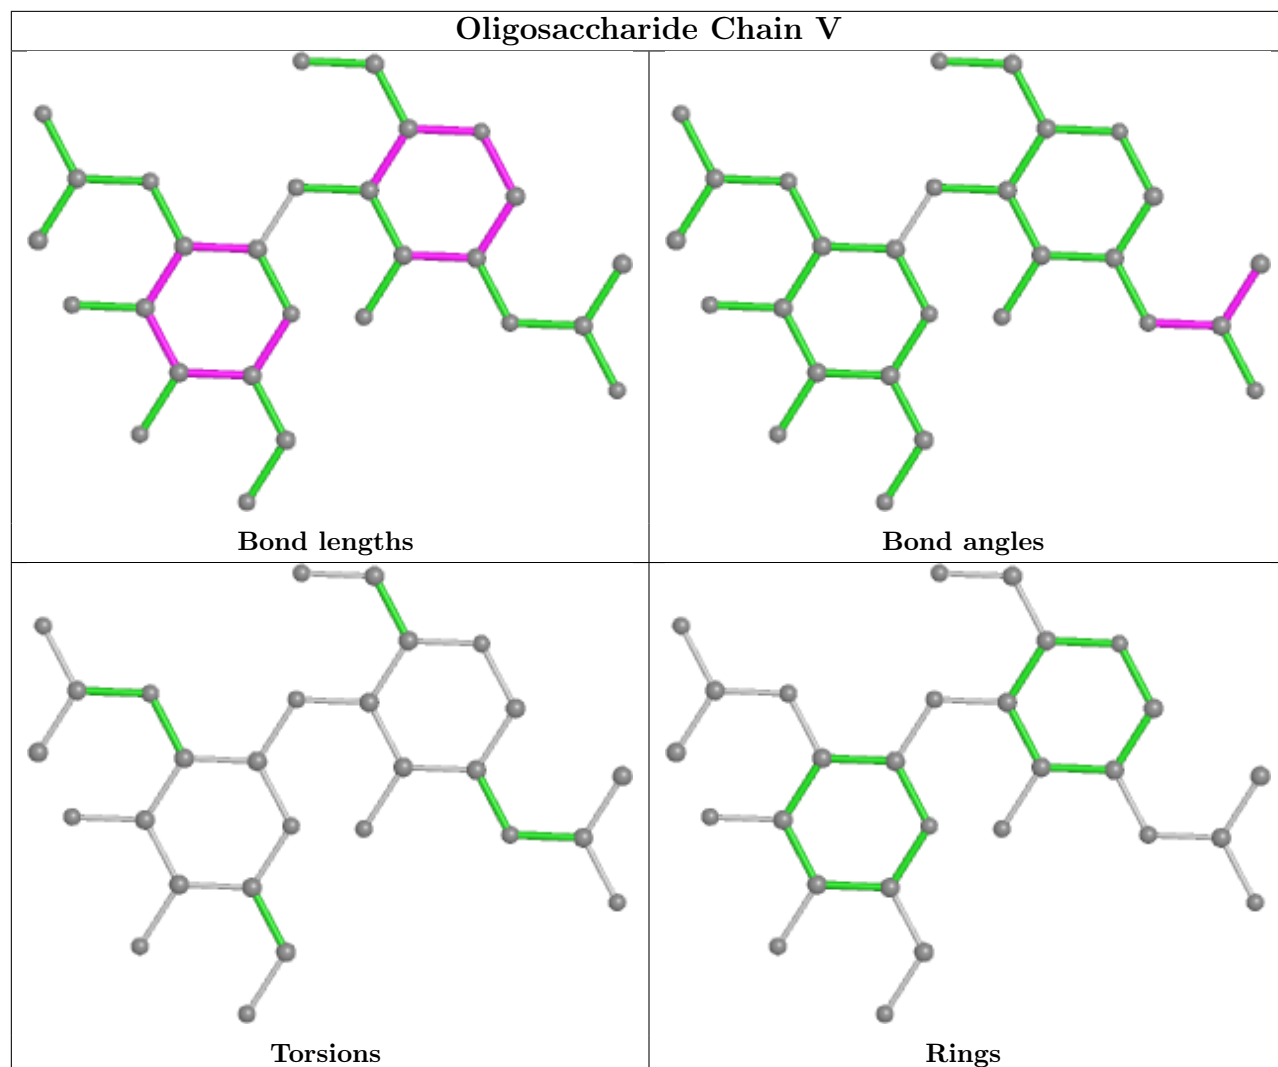 Oligosaccharide Chain V
Bond lengths
Bond angles
Torsions
Rings